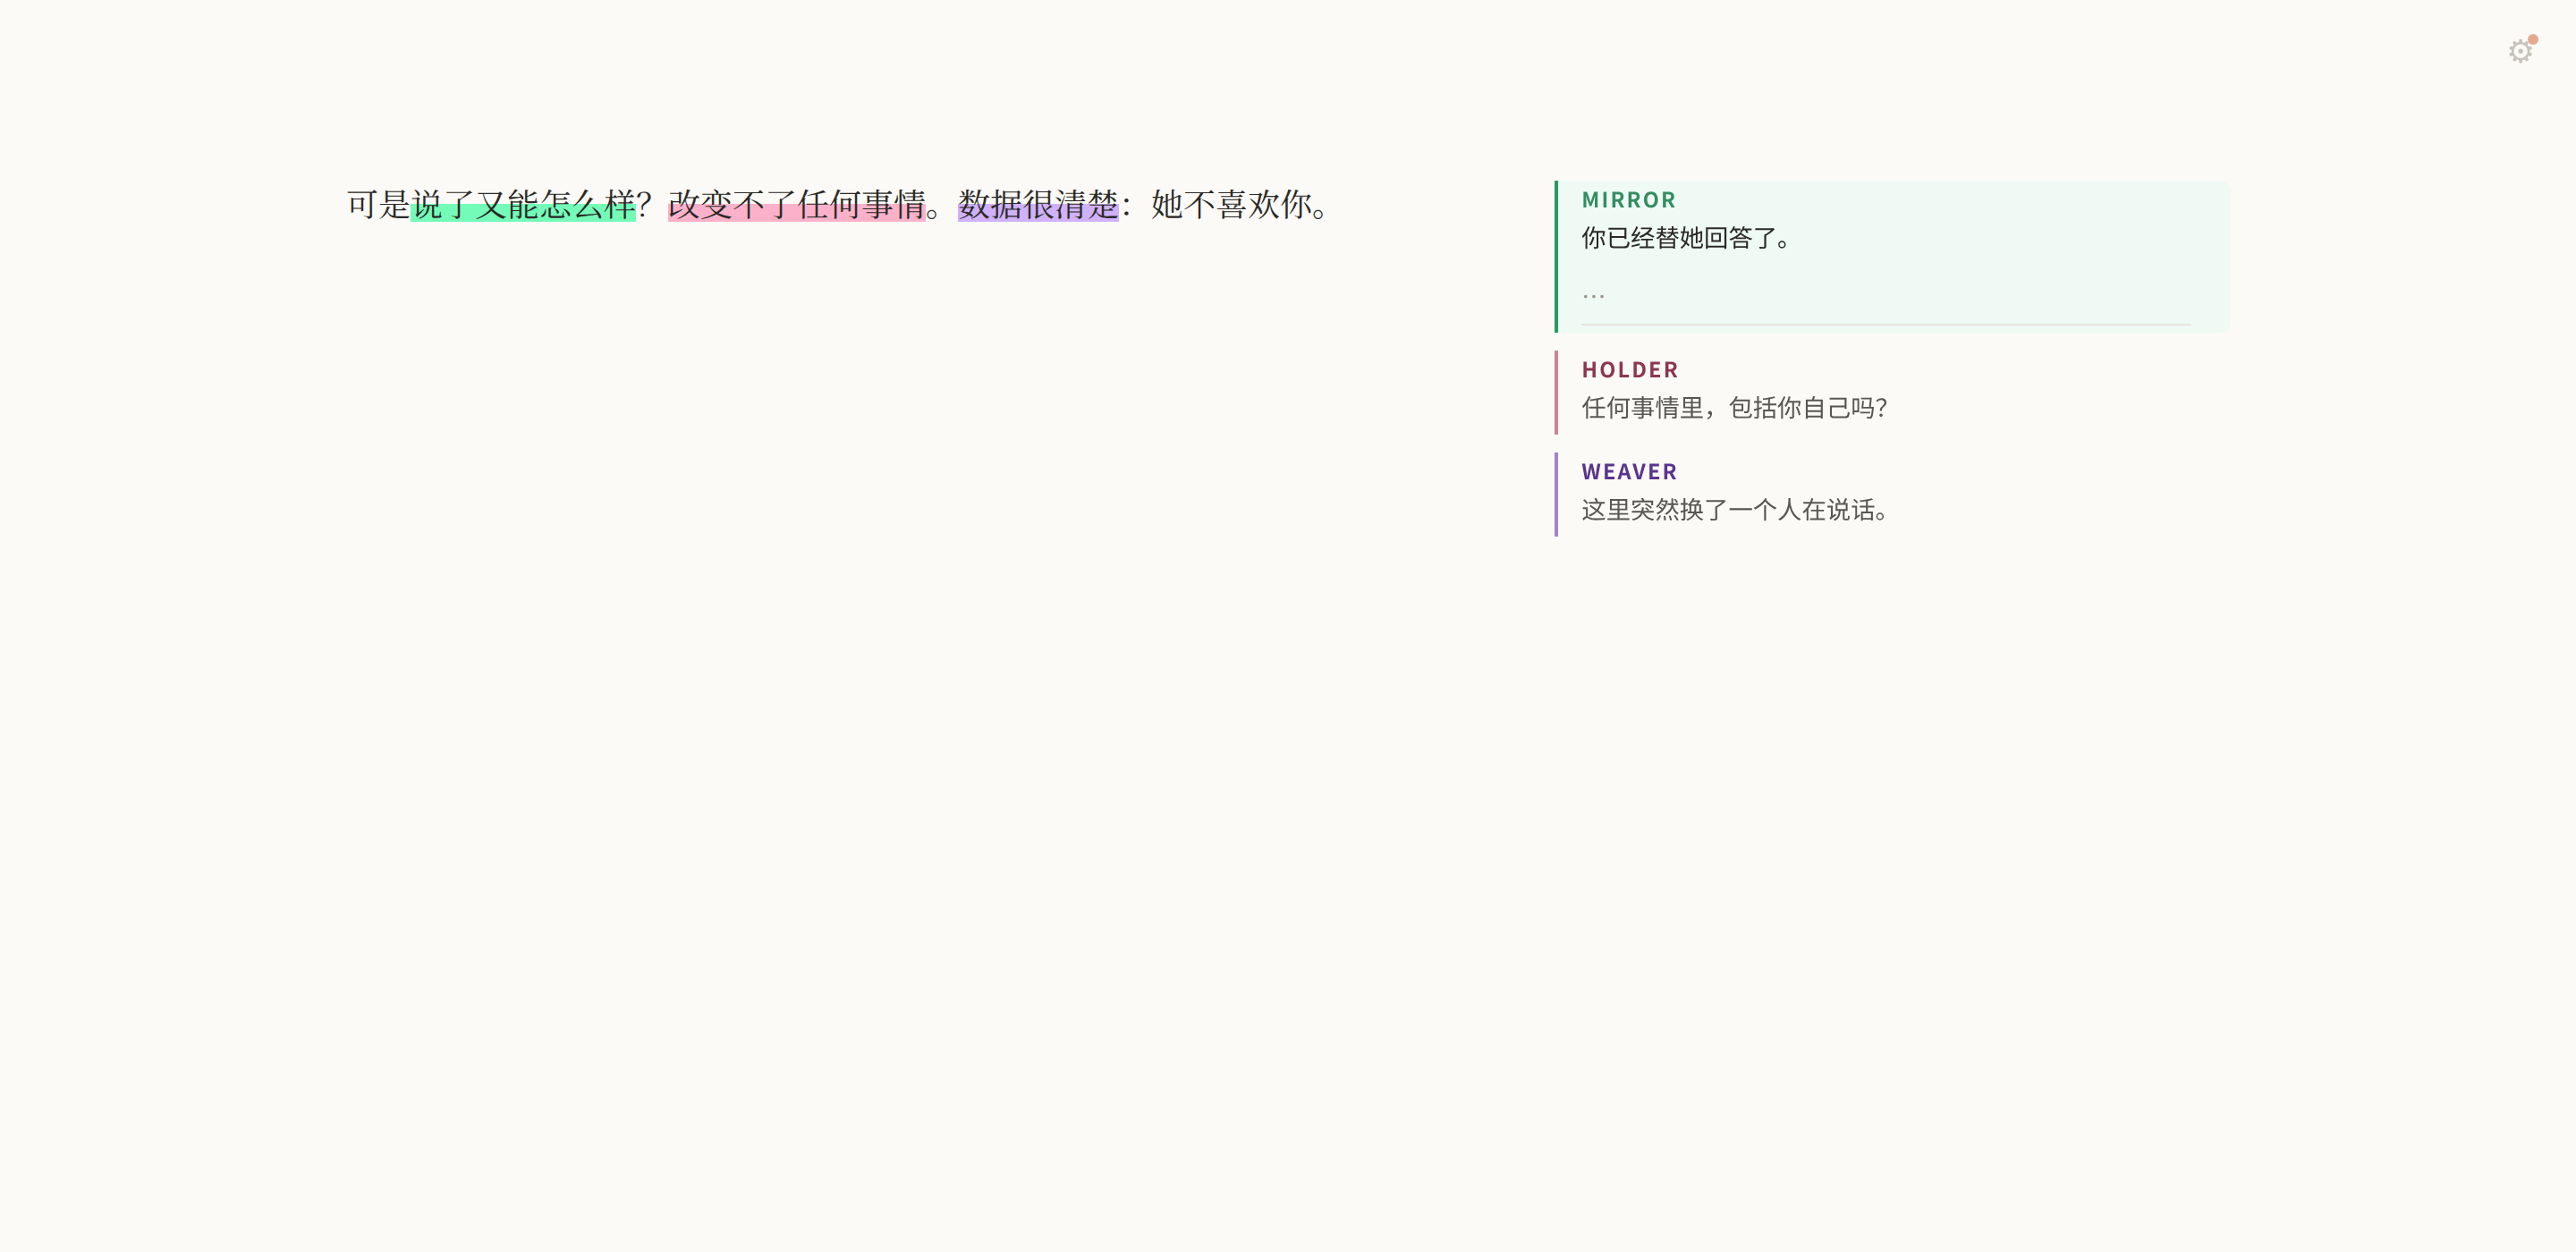 可是说了又能怎么样？改变不了任何事情。数据很清楚：她不喜欢你。
MIRROR
你已经替她回答了。
...
HOLDER
任何事情里，包括你自己吗？
WEAVER
这里突然换了一个人在说话。